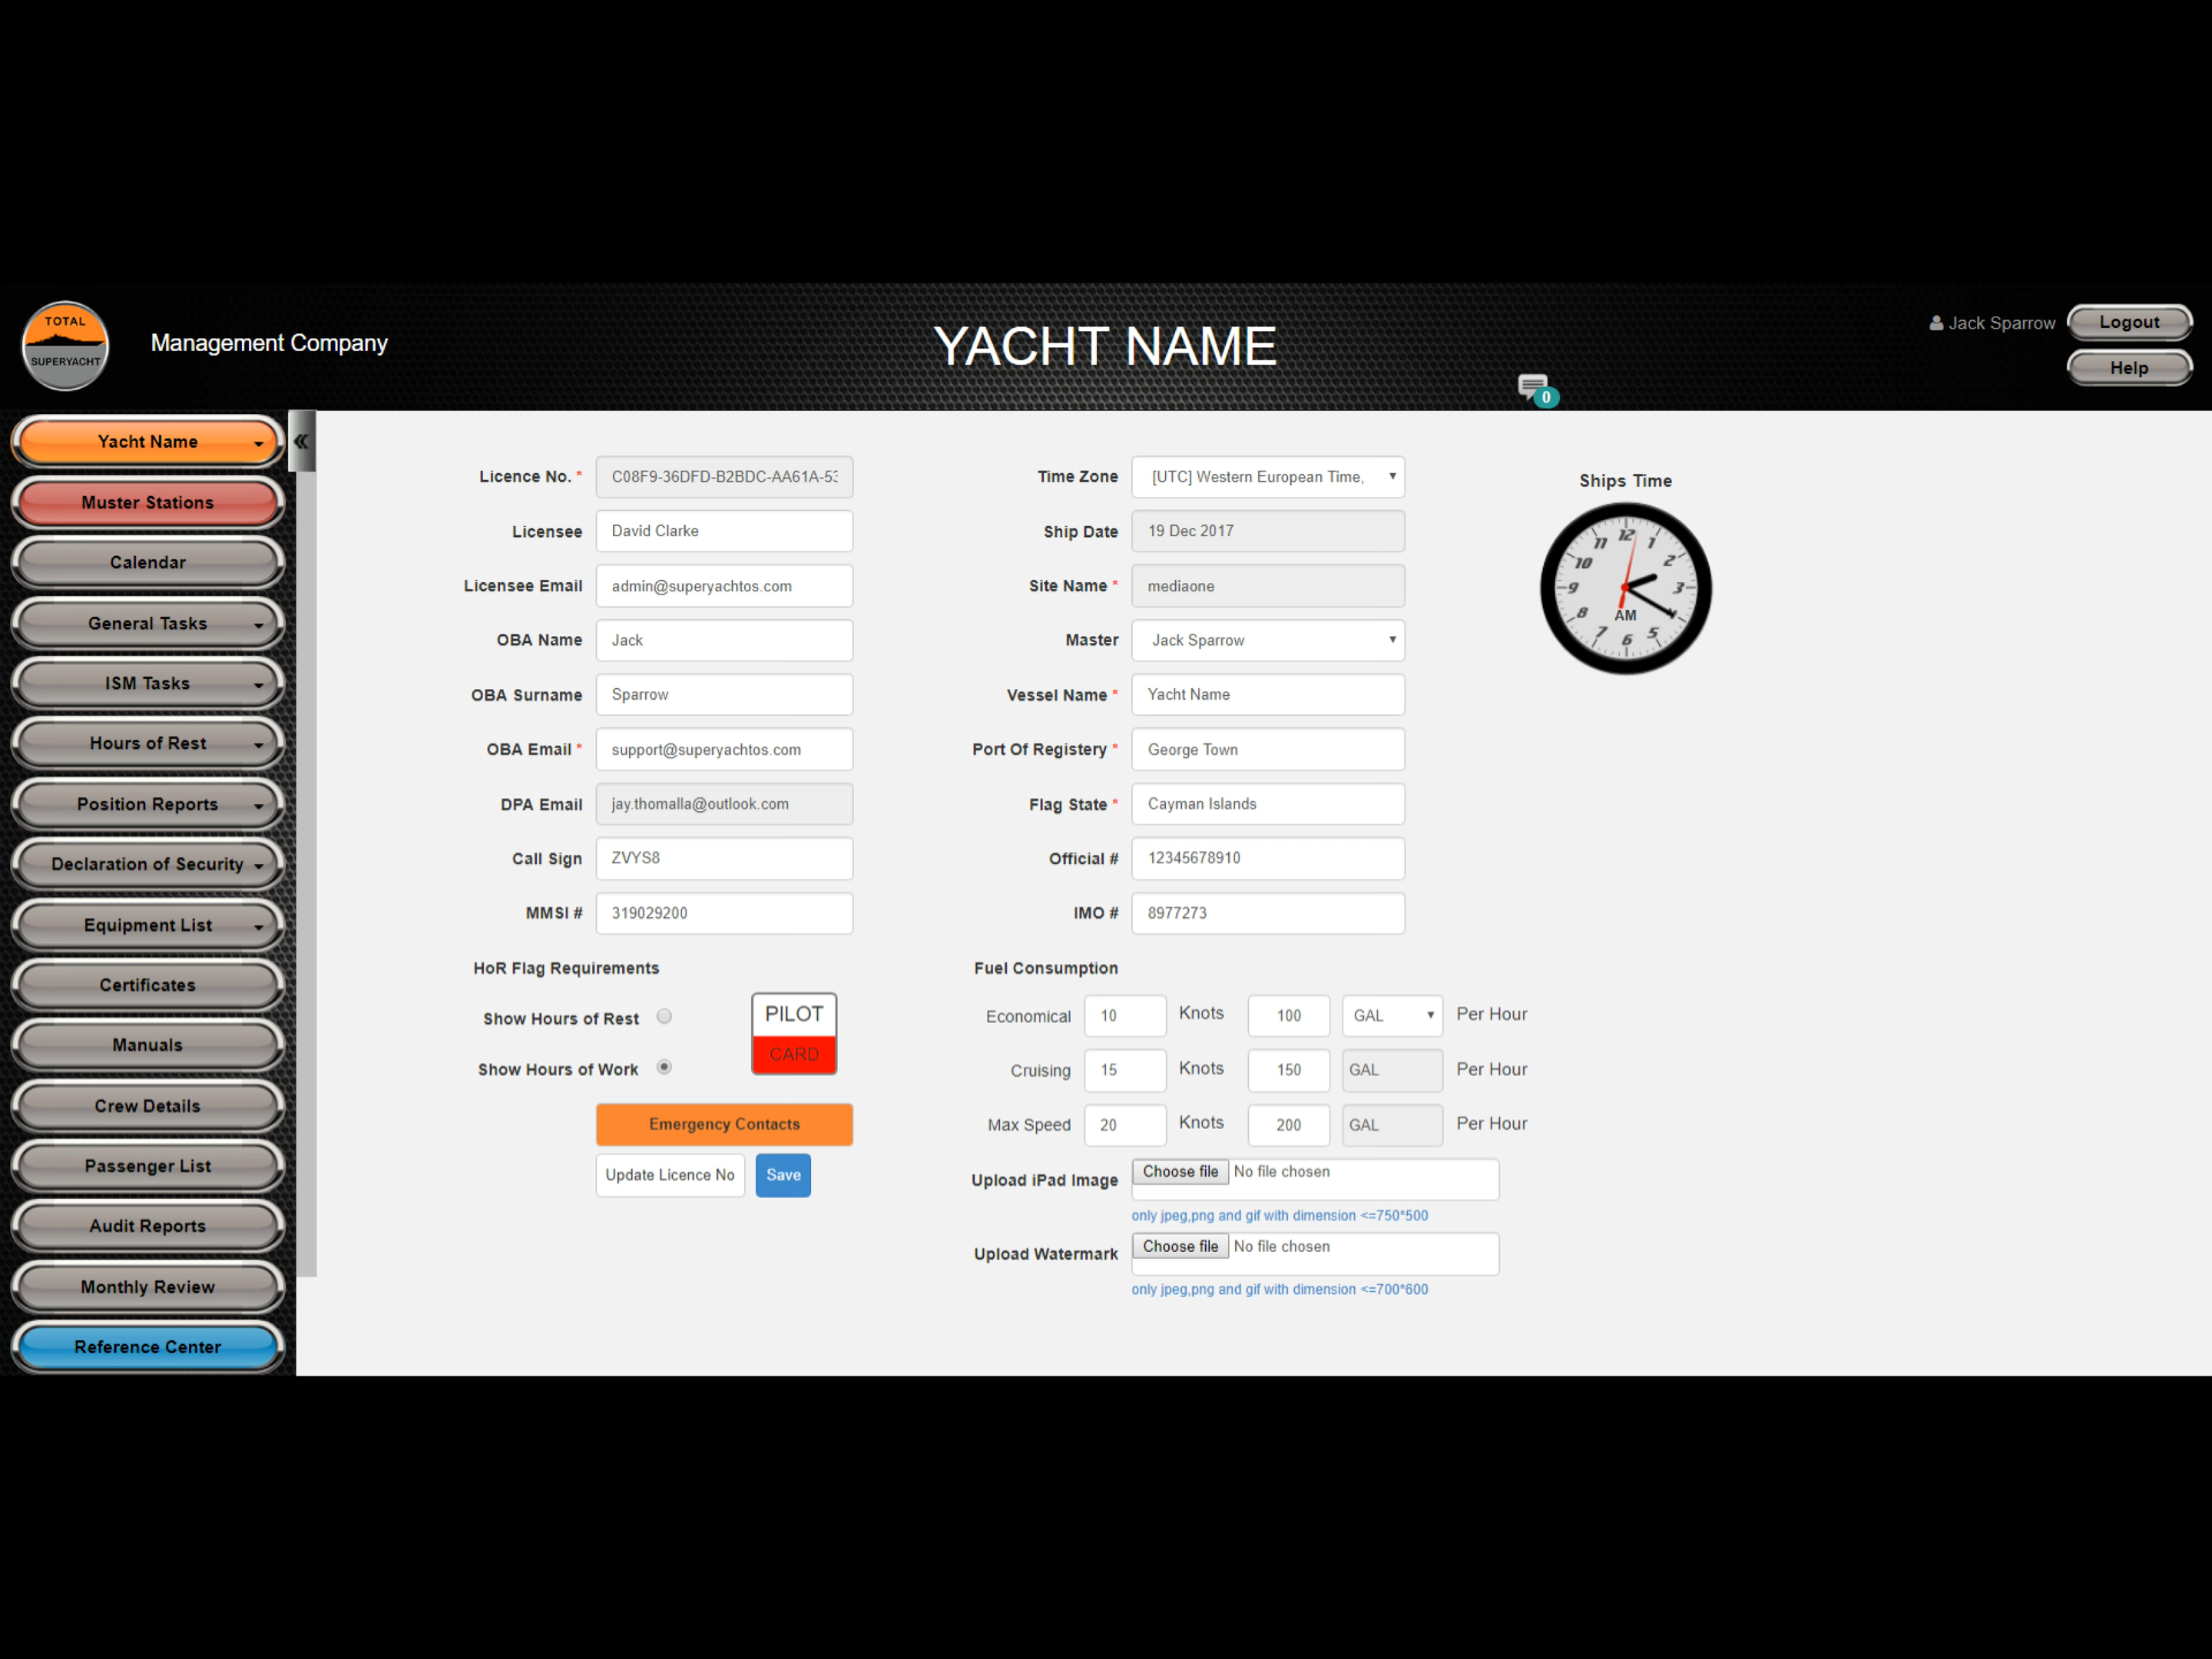 TOTAL
SUPERYACHT
Management Company
YACHT NAME
0
Jack Sparrow
Logout
Help
Yacht Name
Muster Stations
Calendar
General Tasks
ISM Tasks
Hours of Rest
Position Reports
Declaration of Security
Equipment List
Certificates
Manuals
Crew Details
Passenger List
Audit Reports
Monthly Review
Reference Center
Licence No. * C08F9-36DFD-B2BDC-AA61A-53
Licensee David Clarke
Licensee Email admin@superyachtos.com
OBA Name Jack
OBA Surname Sparrow
OBA Email * support@superyachtos.com
DPA Email jay.thomalla@outlook.com
Call Sign ZVYS8
MMSI # 319029200
HoR Flag Requirements
Show Hours of Rest
Show Hours of Work
PILOT
CARD
Emergency Contacts
Update Licence No Save
Time Zone [UTC] Western European Time,
Ship Date 19 Dec 2017
Site Name * mediaone
Master Jack Sparrow
Vessel Name * Yacht Name
Port Of Registery * George Town
Flag State * Cayman Islands
Official # 12345678910
IMO # 8977273
Fuel Consumption
Economical 10 Knots 100 GAL Per Hour
Cruising 15 Knots 150 GAL Per Hour
Max Speed 20 Knots 200 GAL Per Hour
Upload iPad Image Choose file No file chosen
only jpeg,png and gif with dimension <=750*500
Upload Watermark Choose file No file chosen
only jpeg,png and gif with dimension <=700*600
Ships Time
12
1
2
3
4
5
6
7
8
9
10
11
AM